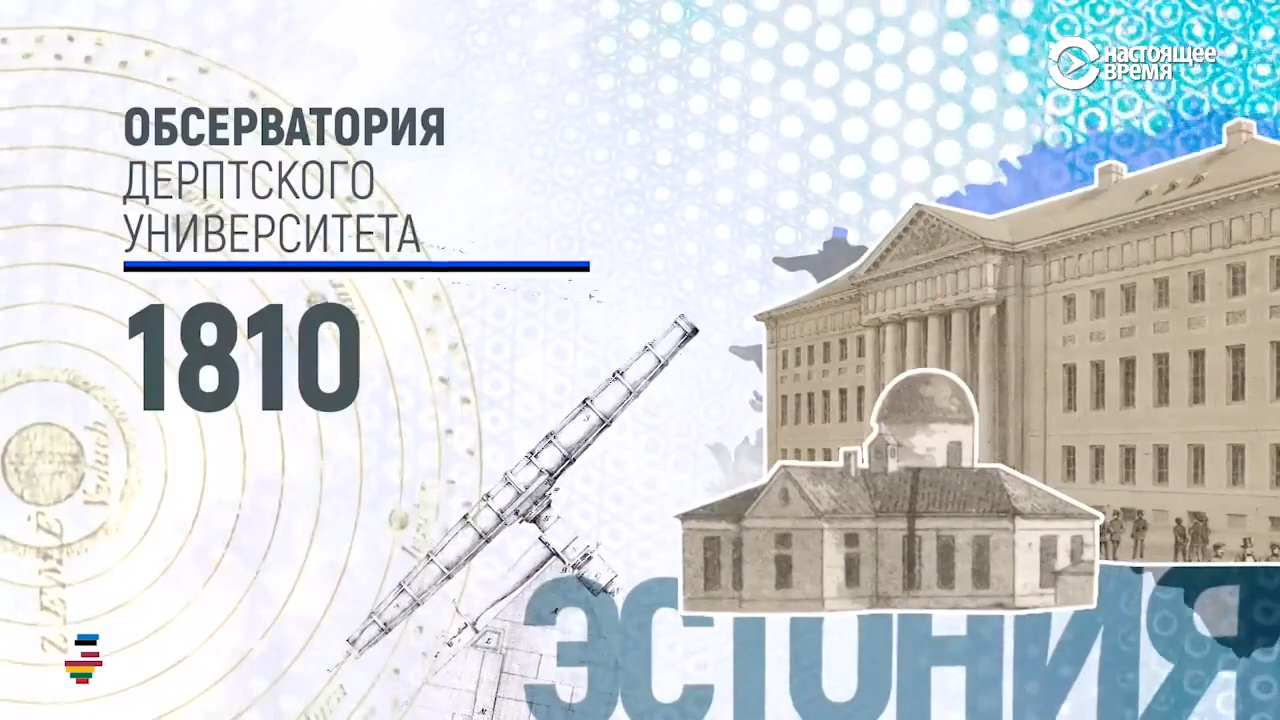 НАСТОЯЩЕЕ
ВРЕМЯ
ОБСЕРВАТОРИЯ
ДЕРПТСКОГО
УНИВЕРСИТЕТА
1810
ЭСТОНИЯ